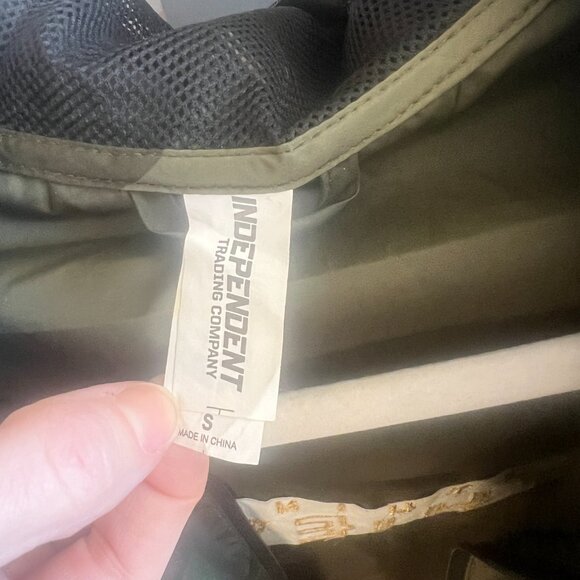 INDEPENDENT
TRADING COMPANY
S
MADE IN CHINA